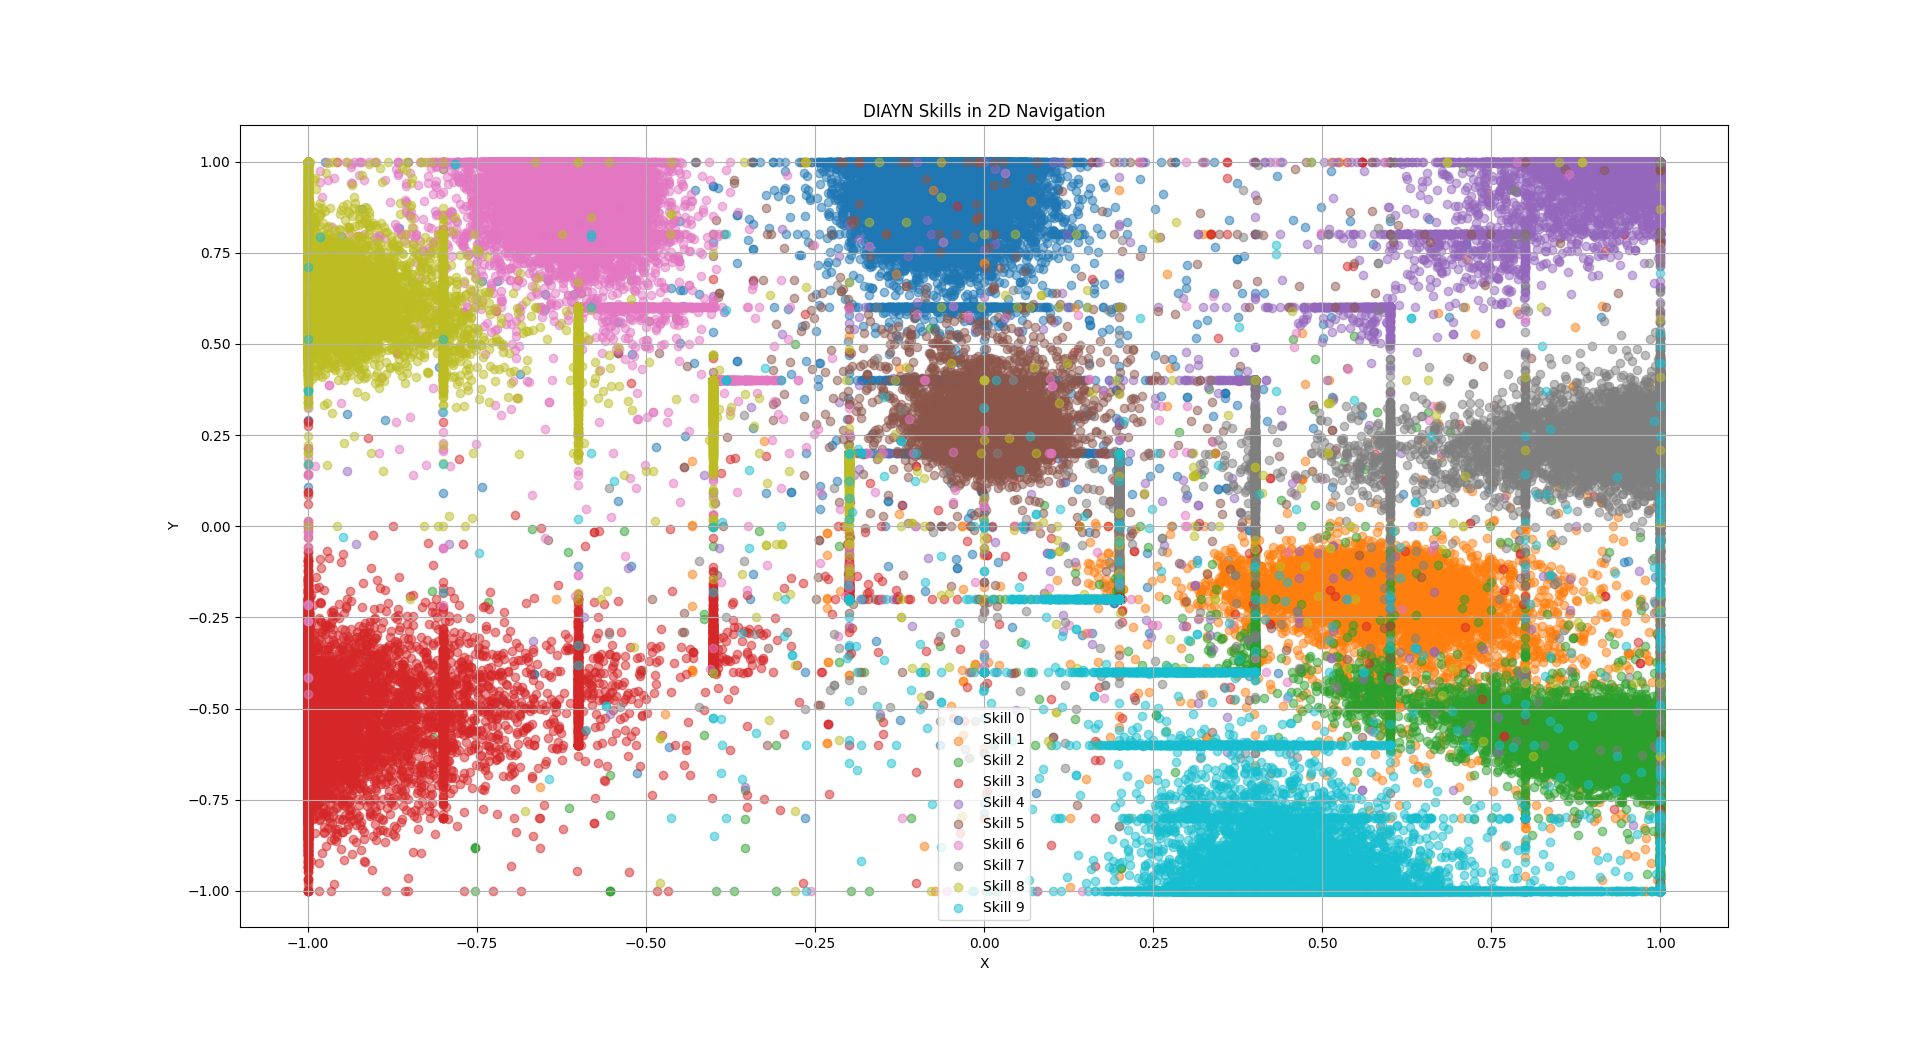 DIAYN Skills in 2D Navigation
1.00
0.75
0.50
0.25
0.00
−0.25
−0.50
−0.75
−1.00
Y
Skill 0
Skill 1
Skill 2
Skill 3
Skill 4
Skill 5
Skill 6
Skill 7
Skill 8
Skill 9
−1.00 −0.75 −0.50 −0.25 0.00 0.25 0.50 0.75 1.00
X